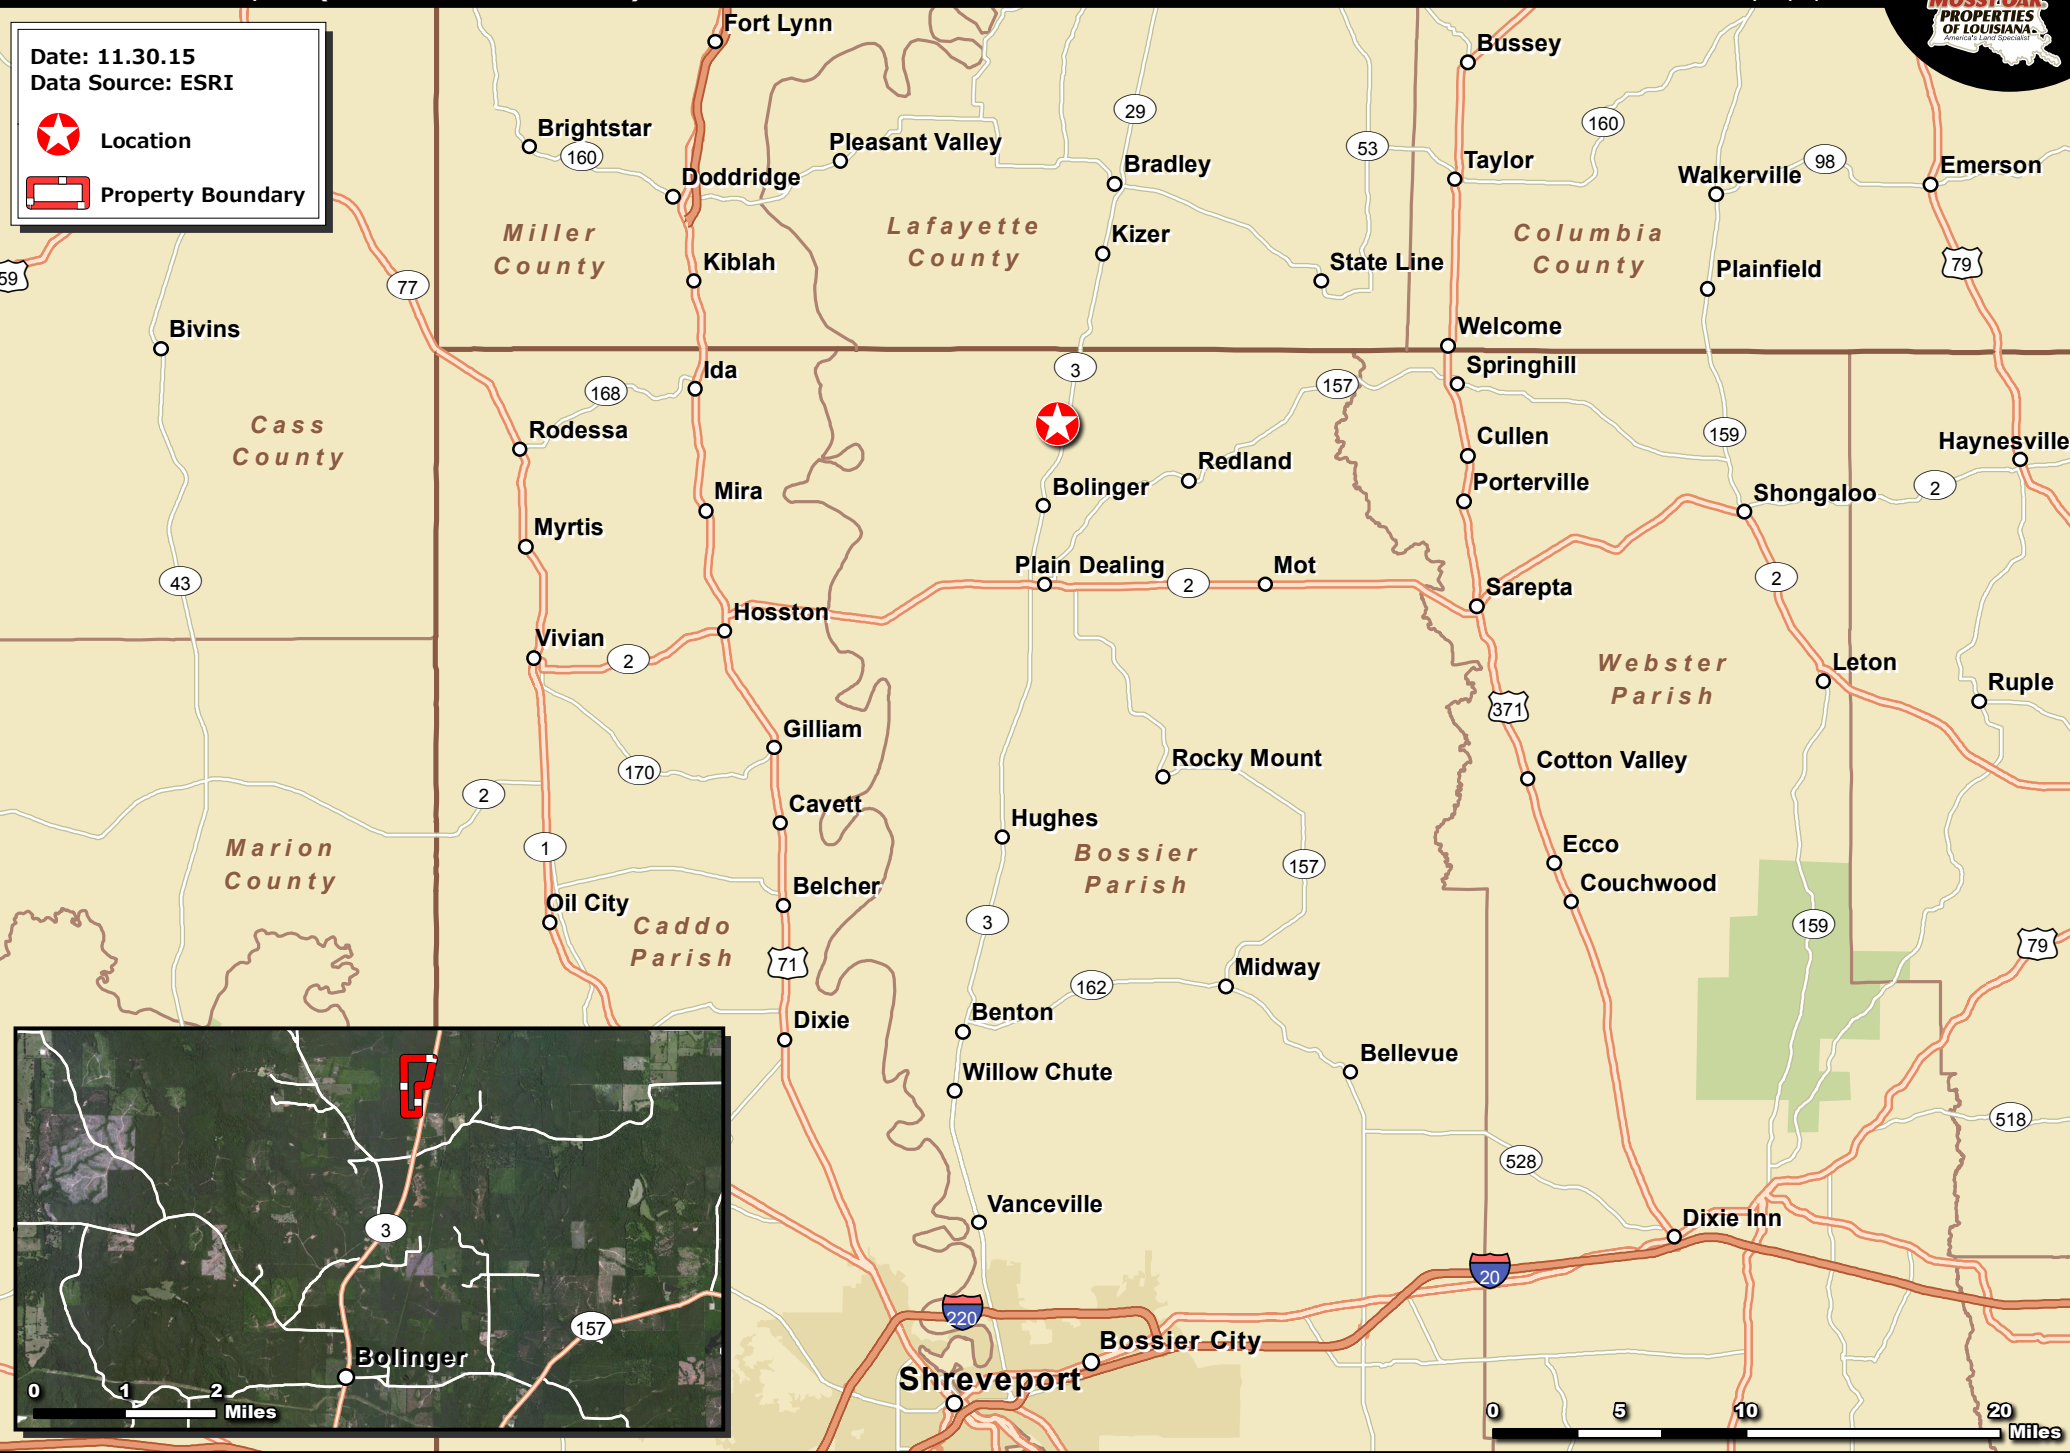 MOSSY OAK
PROPERTIES
OF LOUISIANA
America's Land Specialist
Date: 11.30.15
Data Source: ESRI
Location
Property Boundary
Fort Lynn
Bussey
29
160
Brightstar
160
Pleasant Valley
53
Bradley
Taylor
98
Emerson
Doddridge
Walkerville
Miller
County
Lafayette
County
Kizer
Columbia
County
Kiblah
State Line
Plainfield
79
59
77
Bivins
Welcome
Ida
3
Springhill
168
157
Cass
County
Rodessa
Cullen
159
Haynesville
Redland
Mira
Bolinger
Porterville
Shongaloo
2
Myrtis
Plain Dealing
2
Mot
43
Sarepta
2
Hosston
Vivian
2
Webster
Parish
Leton
Ruple
371
Gilliam
170
Rocky Mount
Cotton Valley
2
Cavett
Hughes
Marion
County
1
Bossier
Parish
157
Ecco
Couchwood
Belcher
Oil City
Caddo
Parish
3
159
79
71
Midway
162
Dixie
Benton
Bellevue
Willow Chute
518
528
Vanceville
Dixie Inn
3
20
220
157
Bolinger
Bossier City
Shreveport
0 1 2
Miles
0 5 10 20
Miles